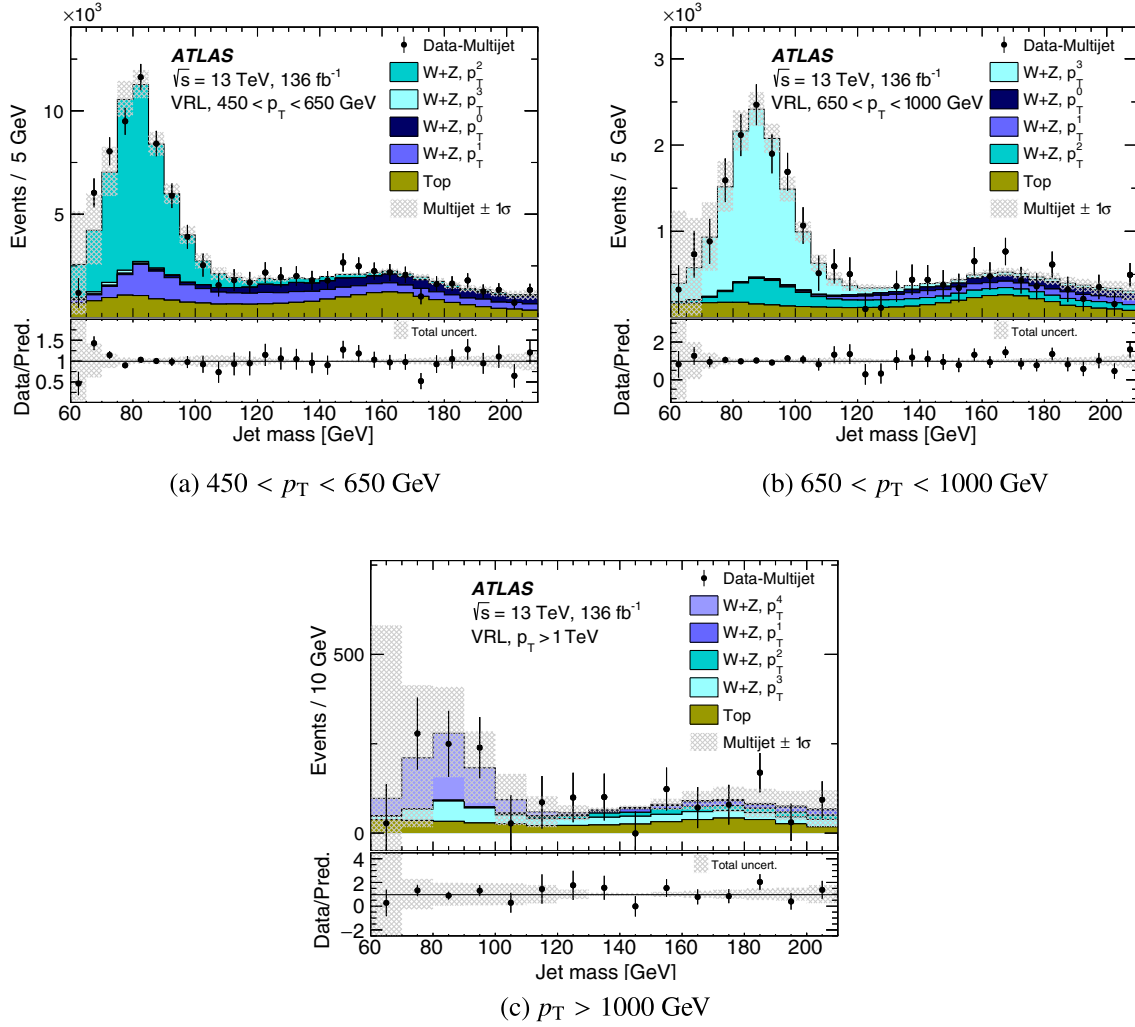 ×10³
ATLAS
√s = 13 TeV, 136 fb⁻¹
VRL, 450 < p_T < 650 GeV
Data-Multijet
W+Z, p_T^2
W+Z, p_T^3
W+Z, p_T^0
W+Z, p_T^1
Top
Multijet ± 1σ
Events / 5 GeV
10
5
Total uncert.
Data/Pred.
1.5
1
0.5
60 80 100 120 140 160 180 200
Jet mass [GeV]
(a) 450 < p_T < 650 GeV
×10³
ATLAS
√s = 13 TeV, 136 fb⁻¹
VRL, 650 < p_T < 1000 GeV
Data-Multijet
W+Z, p_T^3
W+Z, p_T^0
W+Z, p_T^1
W+Z, p_T^2
Top
Multijet ± 1σ
Events / 5 GeV
3
2
1
0
Total uncert.
Data/Pred.
2
0
60 80 100 120 140 160 180 200
Jet mass [GeV]
(b) 650 < p_T < 1000 GeV
ATLAS
√s = 13 TeV, 136 fb⁻¹
VRL, p_T > 1 TeV
Data-Multijet
W+Z, p_T^4
W+Z, p_T^1
W+Z, p_T^2
W+Z, p_T^3
Top
Multijet ± 1σ
Events / 10 GeV
500
0
Total uncert.
Data/Pred.
4
2
0
−2
60 80 100 120 140 160 180 200
Jet mass [GeV]
(c) p_T > 1000 GeV